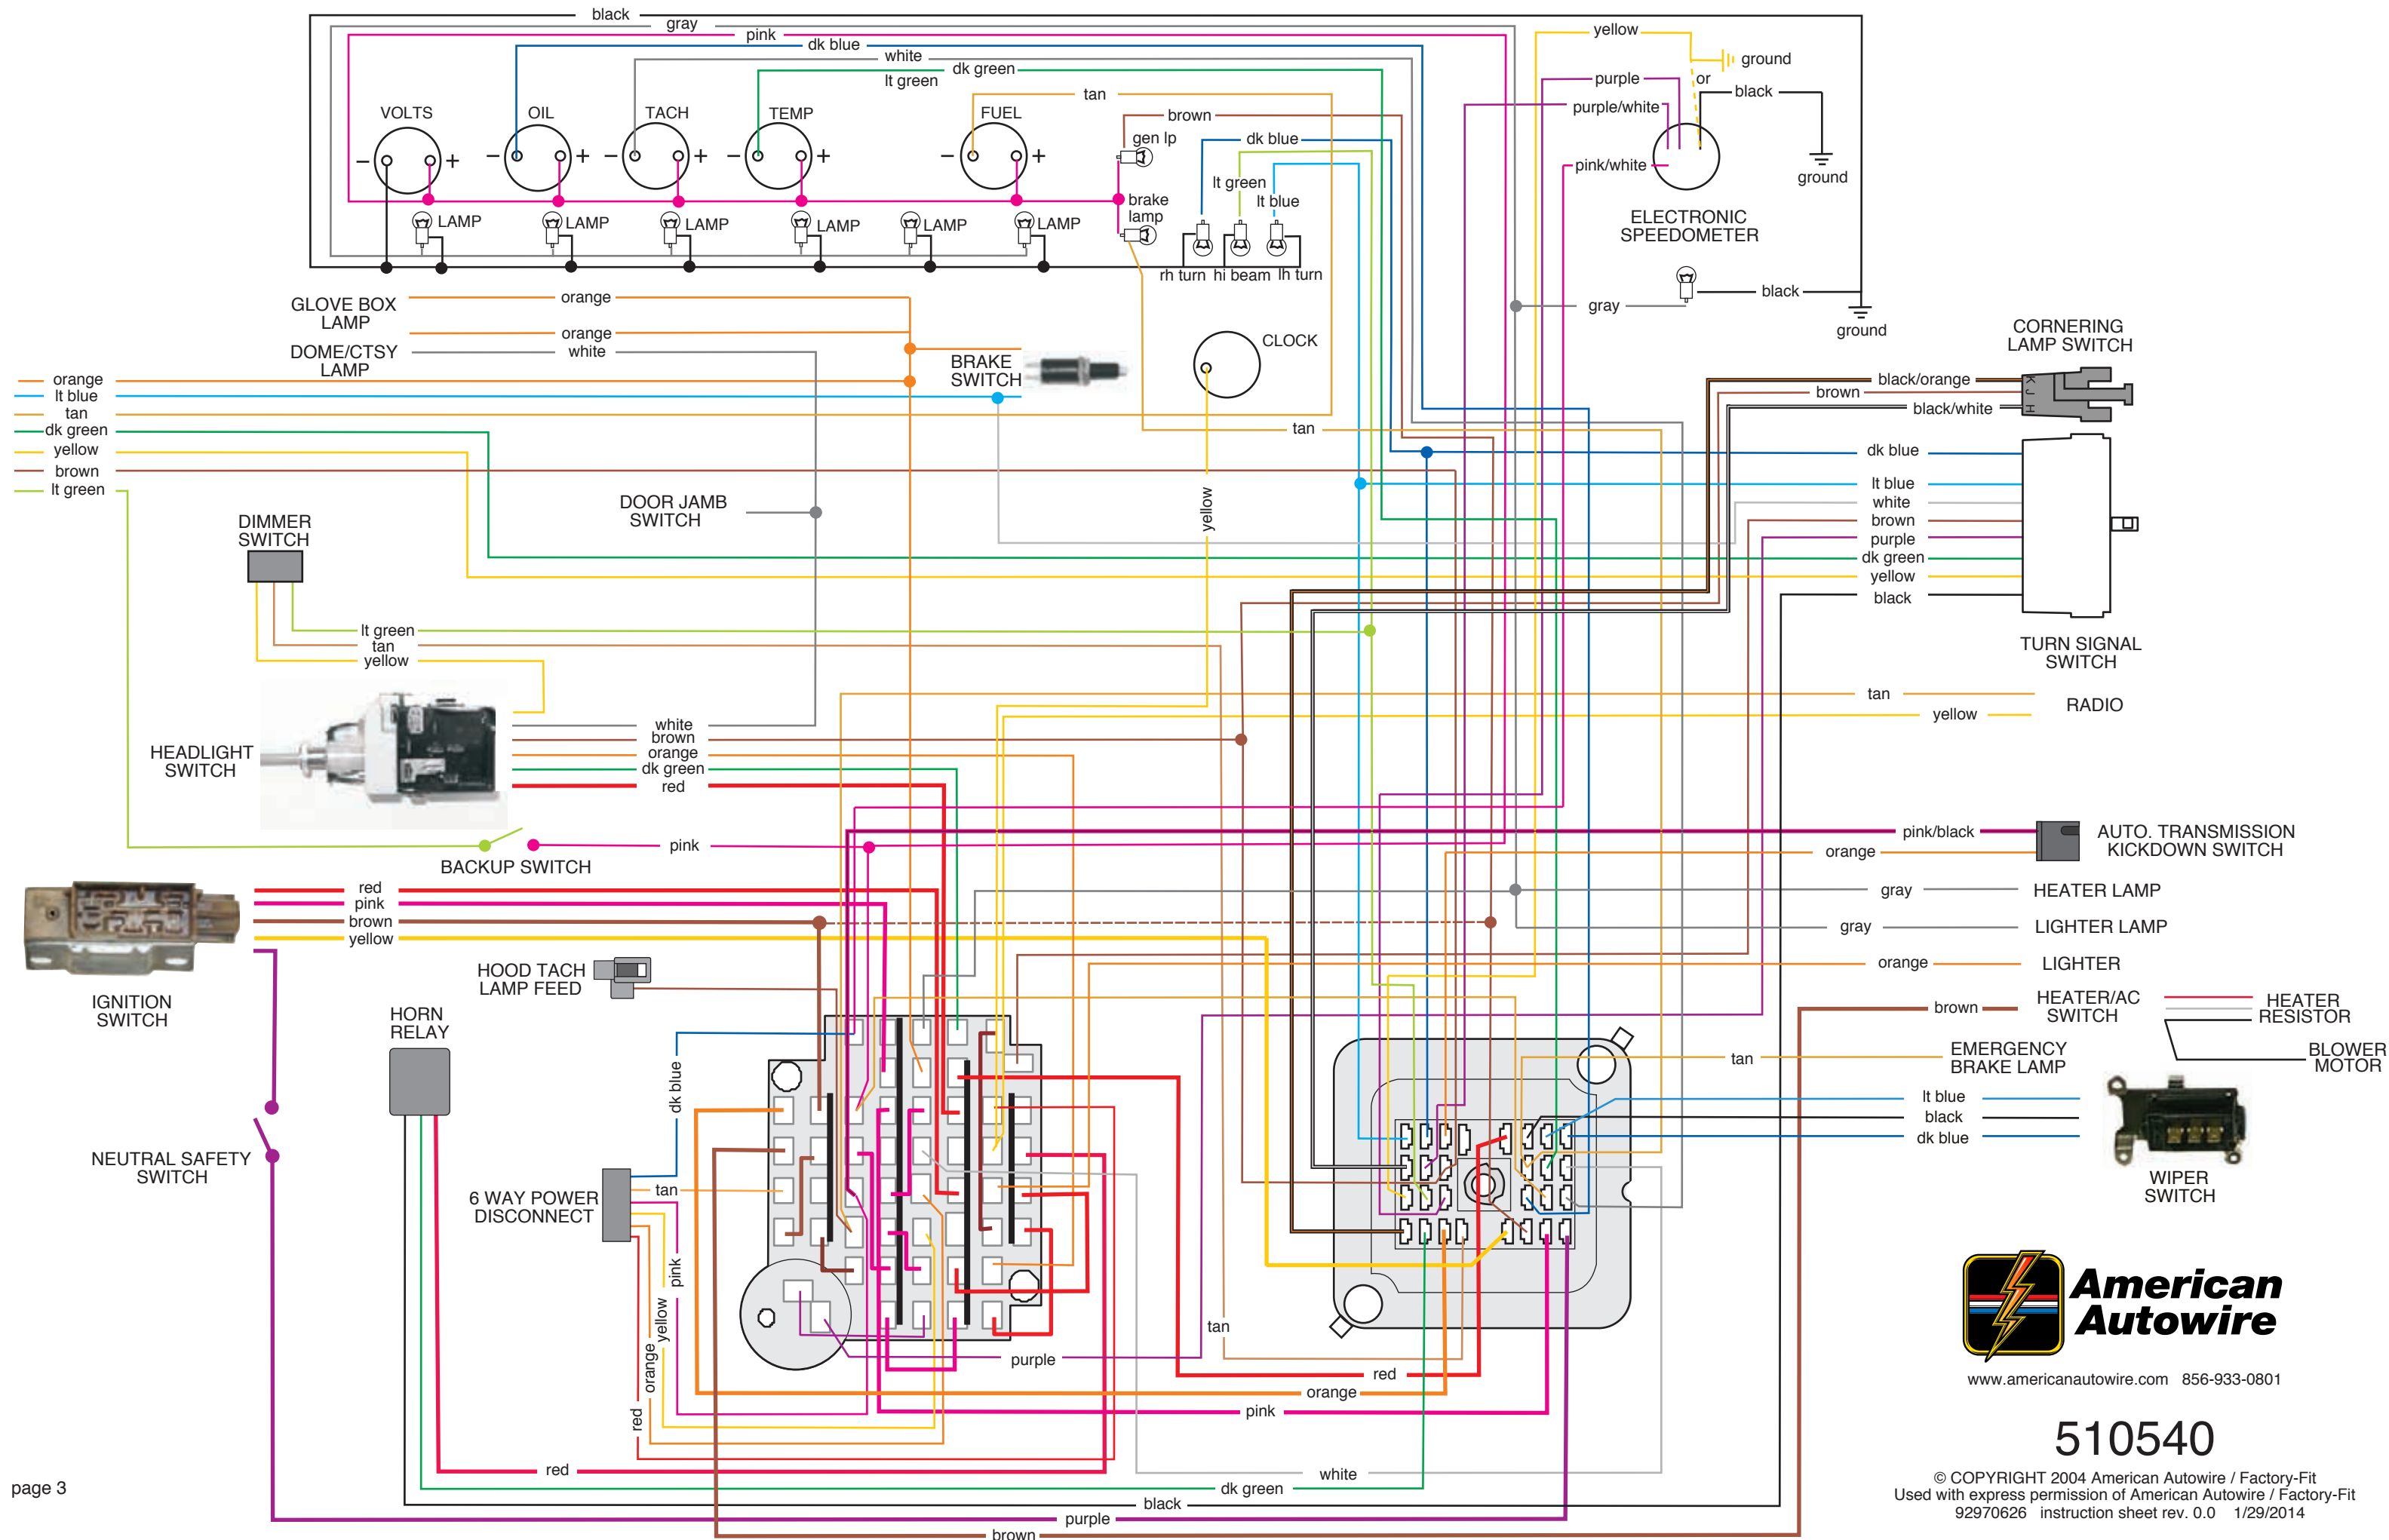 black
gray
pink
dk blue
white
dk green
lt green
tan
brown
yellow
ground
purple
or
black
purple/white
pink/white
ground
VOLTS
OIL
TACH
TEMP
FUEL
gen lp
− +
− +
− +
− +
− +
dk blue
lt green
lt blue
brake
lamp
LAMP
LAMP
LAMP
LAMP
LAMP
LAMP
rh turn
hi beam
lh turn
ELECTRONIC
SPEEDOMETER
gray
black
ground
GLOVE BOX
LAMP
orange
orange
DOME/CTSY
LAMP
white
BRAKE
SWITCH
CLOCK
CORNERING
LAMP SWITCH
black/orange
brown
black/white
K
J
H
orange
lt blue
tan
dk green
yellow
brown
lt green
tan
DOOR JAMB
SWITCH
yellow
dk blue
lt blue
white
brown
purple
dk green
yellow
black
TURN SIGNAL
SWITCH
DIMMER
SWITCH
lt green
tan
yellow
HEADLIGHT
SWITCH
white
brown
orange
dk green
red
tan
yellow
RADIO
BACKUP SWITCH
pink
pink/black
orange
AUTO. TRANSMISSION
KICKDOWN SWITCH
red
pink
brown
yellow
IGNITION
SWITCH
gray
HEATER LAMP
gray
LIGHTER LAMP
orange
LIGHTER
HOOD TACH
LAMP FEED
HORN
RELAY
brown
HEATER/AC
SWITCH
HEATER
RESISTOR
BLOWER
MOTOR
tan
EMERGENCY
BRAKE LAMP
lt blue
black
dk blue
WIPER
SWITCH
NEUTRAL SAFETY
SWITCH
6 WAY POWER
DISCONNECT
dk blue
tan
pink
yellow
orange
red
tan
purple
red
orange
pink
red
white
dk green
black
purple
brown
American
Autowire
www.americanautowire.com 856-933-0801
510540
© COPYRIGHT 2004 American Autowire / Factory-Fit
Used with express permission of American Autowire / Factory-Fit
92970626 instruction sheet rev. 0.0 1/29/2014
page 3